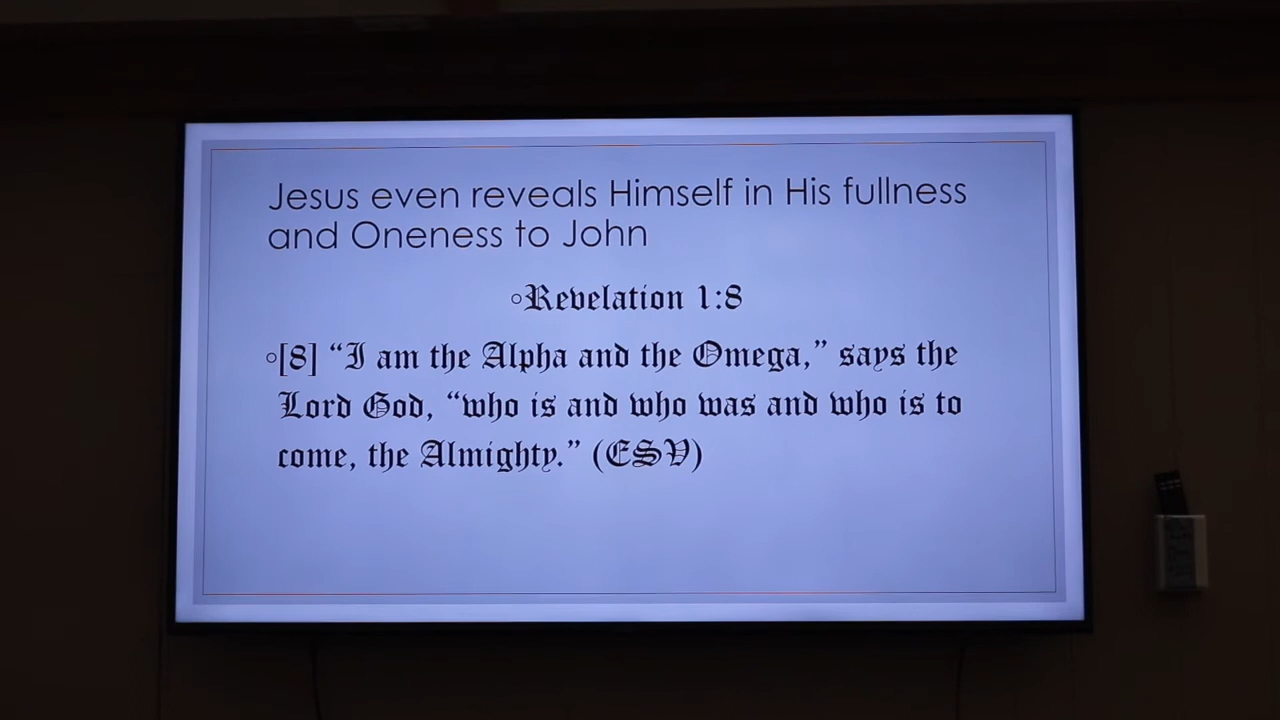 Jesus even reveals Himself in His fullness
and Oneness to John
◦Revelation 1:8
◦[8] “I am the Alpha and the Omega,” says the
Lord God, “who is and who was and who is to
come, the Almighty.” (ESV)